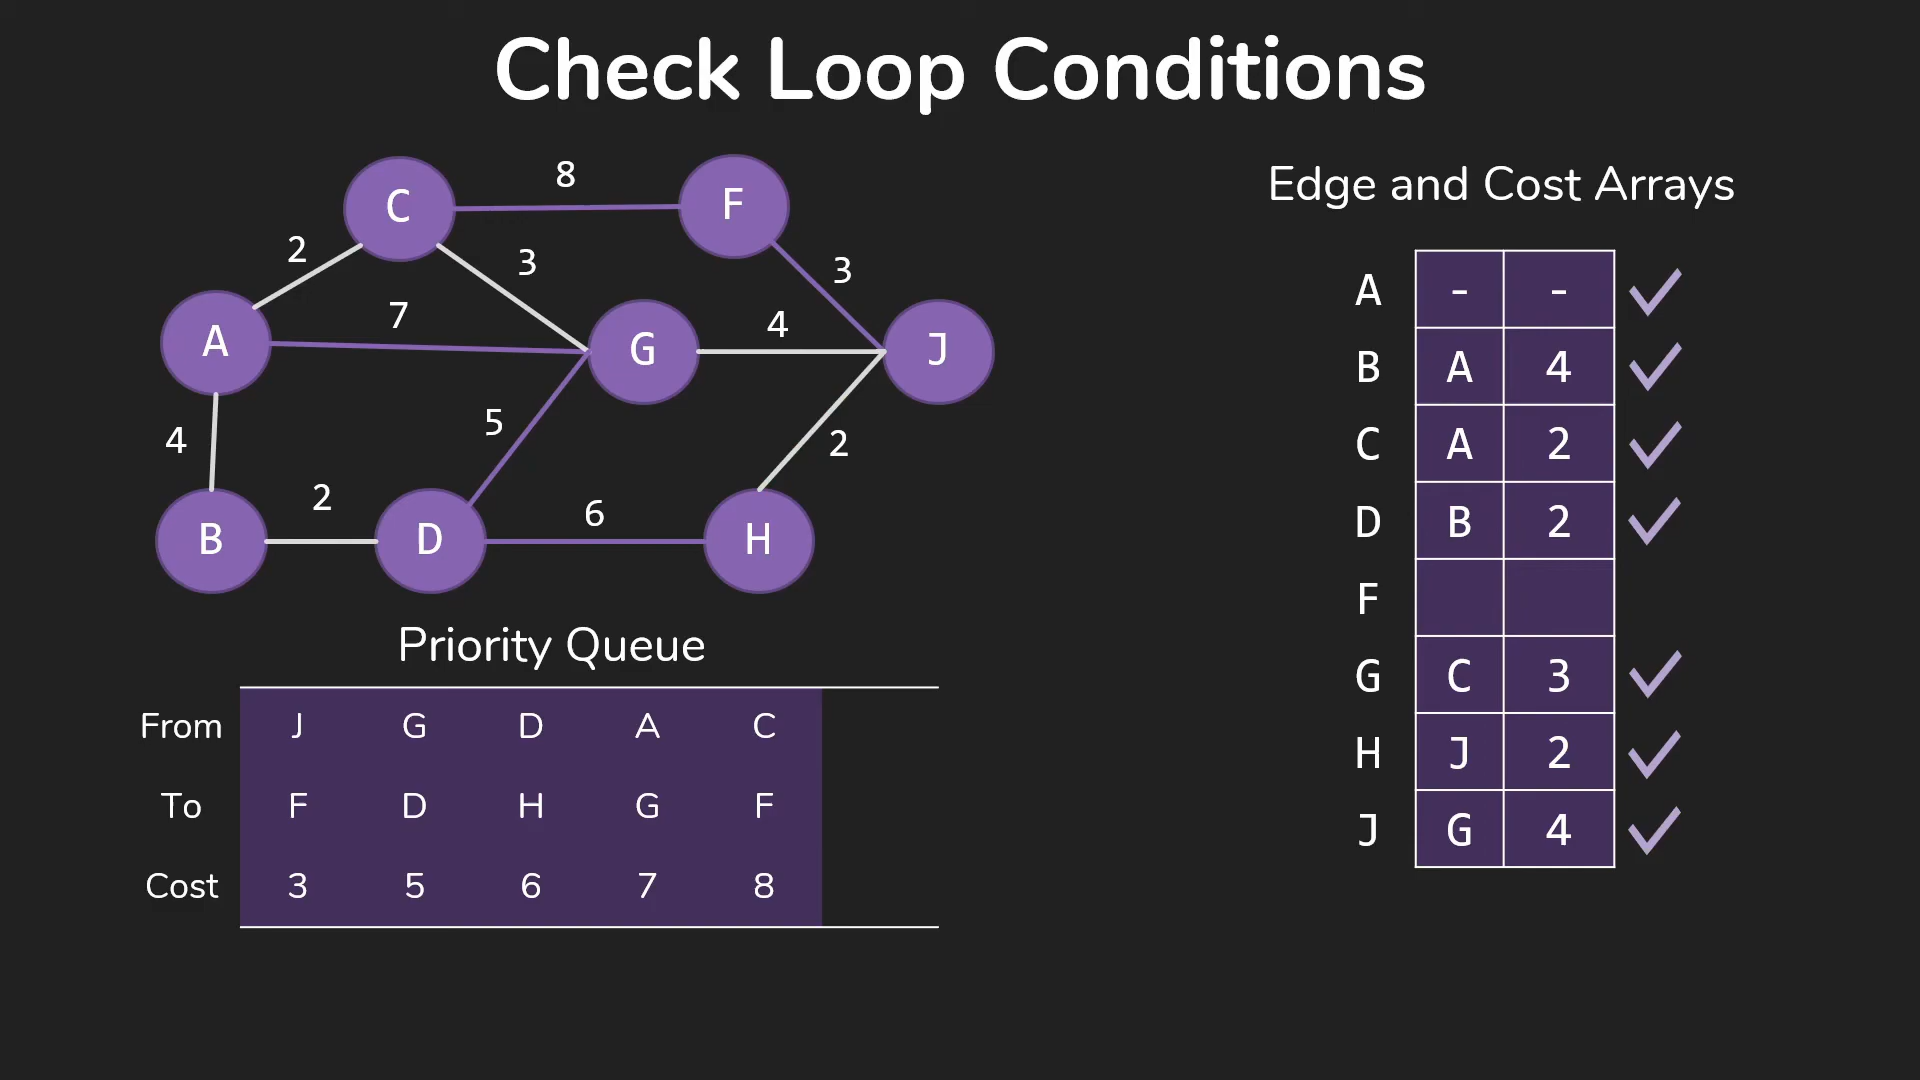 Check Loop Conditions
C 8 F
2 3 3
A 7 G 4 J
4 5 2
B 2 D 6 H
Edge and Cost Arrays
A - -
B A 4
C A 2
D B 2
F
G C 3
H J 2
J G 4
Priority Queue
From J G D A C
To F D H G F
Cost 3 5 6 7 8